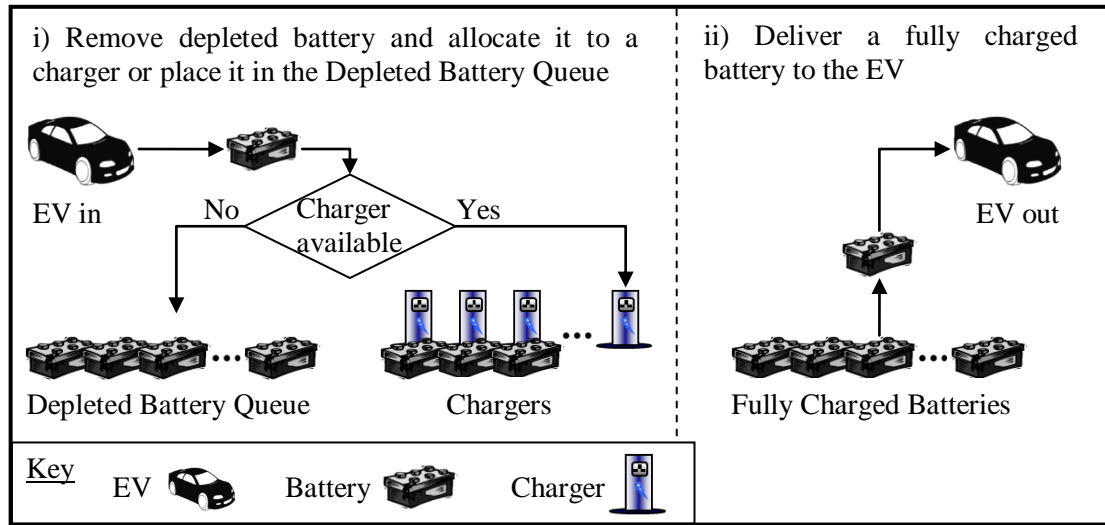 i) Remove depleted battery and allocate it to a
charger or place it in the Depleted Battery Queue
ii) Deliver a fully charged
battery to the EV
EV in
No
Charger
available
Yes
EV out
Depleted Battery Queue
Chargers
Fully Charged Batteries
Key
EV
Battery
Charger